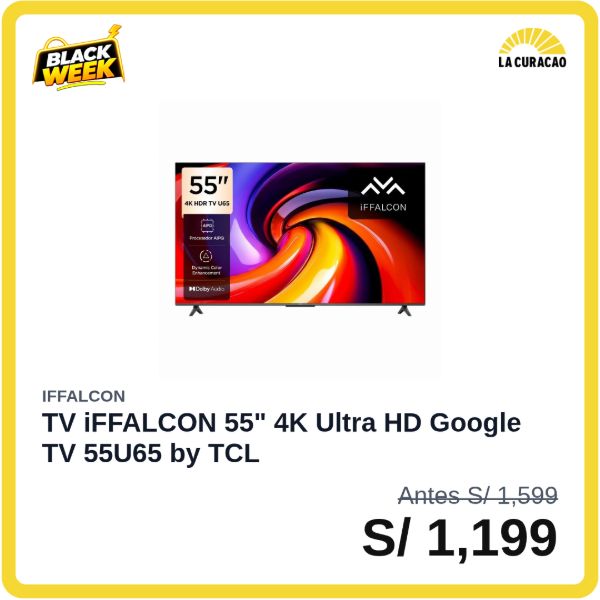 BLACK
WEEK
LA CURACAO
55"
4K HDR TV U65
AiPQ
Procesador AiPQ
Dynamic Color
Enhancement
Dolby Audio
iFFALCON
IFFALCON
TV iFFALCON 55" 4K Ultra HD Google
TV 55U65 by TCL
Antes S/ 1,599
S/ 1,199